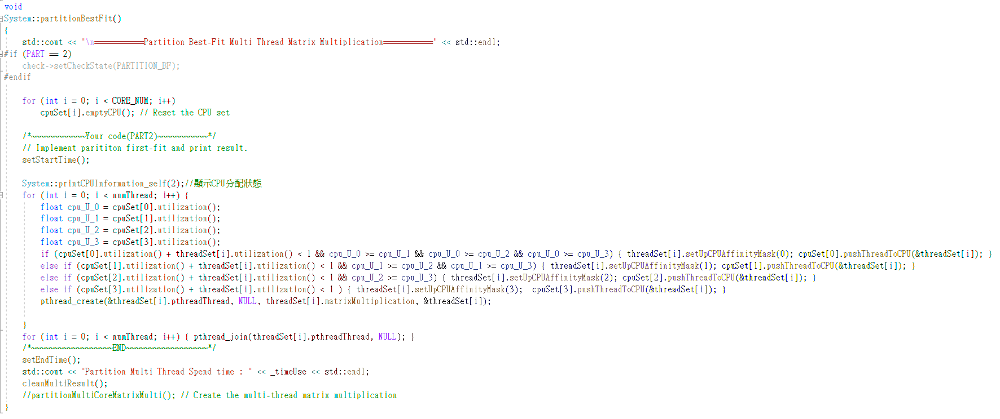 void
System::partitionBestFit()
{
    std::cout << "\n===========Partition Best-Fit Multi Thread Matrix Multiplication===========" << std::endl;
#if (PART == 2)
    check->setCheckState(PARTITION_BF);
#endif
    for (int i = 0; i < CORE_NUM; i++)
        cpuSet[i].emptyCPU(); // Reset the CPU set
    /*~~~~~~~~~~~~Your code(PART2)~~~~~~~~~~~*/
    // Implement parititon first-fit and print result.
    setStartTime();
    System::printCPUInformation_self(2);//顯示CPU分配狀態
    for (int i = 0; i < numThread; i++) {
        float cpu_U_0 = cpuSet[0].utilization();
        float cpu_U_1 = cpuSet[1].utilization();
        float cpu_U_2 = cpuSet[2].utilization();
        float cpu_U_3 = cpuSet[3].utilization();
        if (cpuSet[0].utilization() + threadSet[i].utilization() < 1 && cpu_U_0 >= cpu_U_1 && cpu_U_0 >= cpu_U_2 && cpu_U_0 >= cpu_U_3) { threadSet[i].setUpCPUAffinityMask(0); cpuSet[0].pushThreadToCPU(&threadSet[i]); }
        else if (cpuSet[1].utilization() + threadSet[i].utilization() < 1 && cpu_U_1 >= cpu_U_2 && cpu_U_1 >= cpu_U_3) { threadSet[i].setUpCPUAffinityMask(1); cpuSet[1].pushThreadToCPU(&threadSet[i]); }
        else if (cpuSet[2].utilization() + threadSet[i].utilization() < 1 && cpu_U_2 >= cpu_U_3) { threadSet[i].setUpCPUAffinityMask(2); cpuSet[2].pushThreadToCPU(&threadSet[i]); }
        else if (cpuSet[3].utilization() + threadSet[i].utilization() < 1 ) { threadSet[i].setUpCPUAffinityMask(3);  cpuSet[3].pushThreadToCPU(&threadSet[i]); }
        pthread_create(&threadSet[i].pthreadThread, NULL, threadSet[i].matrixMultiplication, &threadSet[i]);
    }
    for (int i = 0; i < numThread; i++) { pthread_join(threadSet[i].pthreadThread, NULL); }
    /*~~~~~~~~~~~~~~~~~~END~~~~~~~~~~~~~~~~~~*/
    setEndTime();
    std::cout << "Partition Multi Thread Spend time : " << _timeUse << std::endl;
    cleanMultiResult();
    //partitionMultiCoreMatrixMulti(); // Create the multi-thread matrix multiplication
}